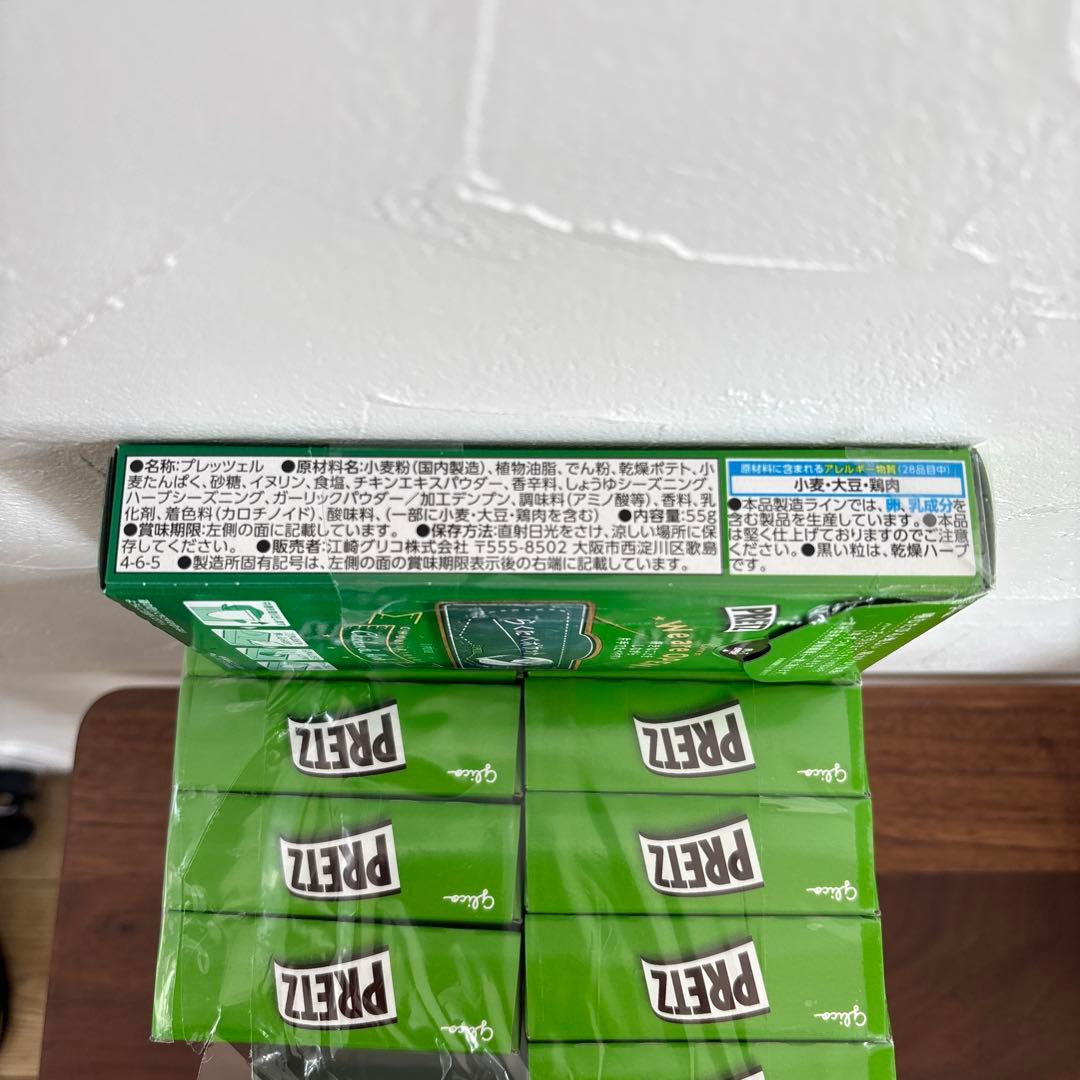 ●名称:プレッツェル ●原材料名:小麦粉(国内製造)、植物油脂、でん粉、乾燥ポテト、小
麦たんぱく、砂糖、イヌリン、食塩、チキンエキスパウダー、香辛料、しょうゆシーズニング、
ハーブシーズニング、ガーリックパウダー/加工デンプン、調味料(アミノ酸等)、香料、乳
化剤、着色料(カロチノイド)、酸味料、(一部に小麦・大豆・鶏肉を含む) ●内容量:55g
●賞味期限:左側の面に記載しています。 ●保存方法:直射日光をさけ、涼しい場所に保
存してください。 ●販売者:江崎グリコ株式会社 〒555-8502 大阪市西淀川区歌島
4-6-5 ●製造所固有記号は、左側の面の賞味期限表示後の右端に記載しています。
原材料に含まれるアレルギー物質(28品目中)
小麦・大豆・鶏肉
●本品製造ラインでは、卵、乳成分を
含む製品を生産しています。●本品
は堅く仕上げておりますのでご注意
ください。●黒い粒は、乾燥ハーブ
です。
PRETZ
PRETZ
Glico
PRETZ
Glico
PRETZ
Glico
PRETZ
Glico
PRETZ
Glico
PRETZ
Glico